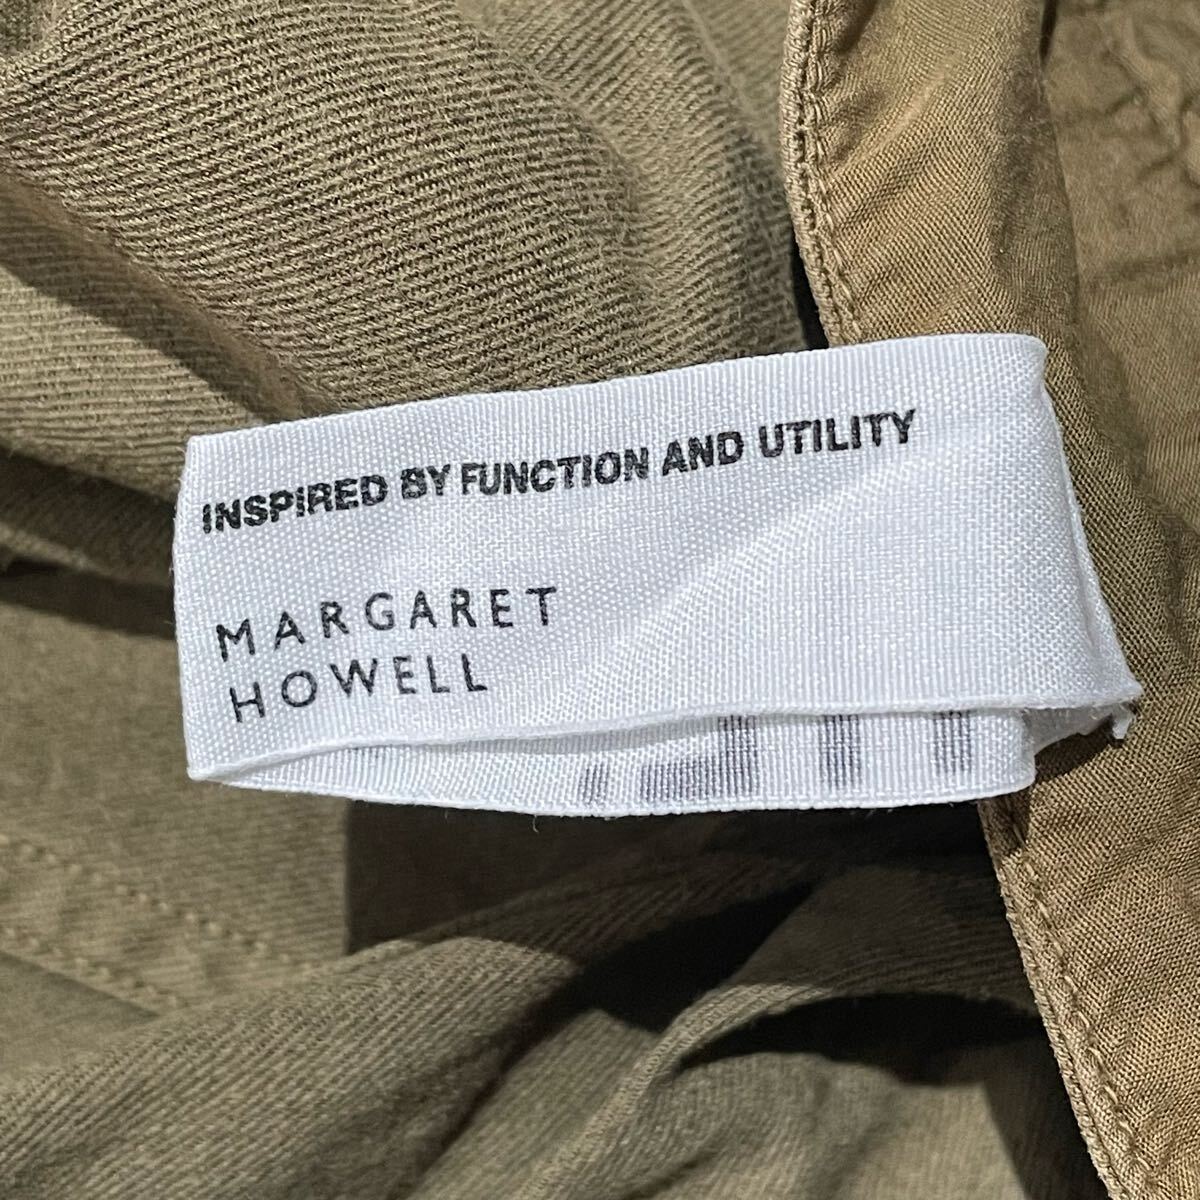 INSPIRED BY FUNCTION AND UTILITY
MARGARET
HOWELL